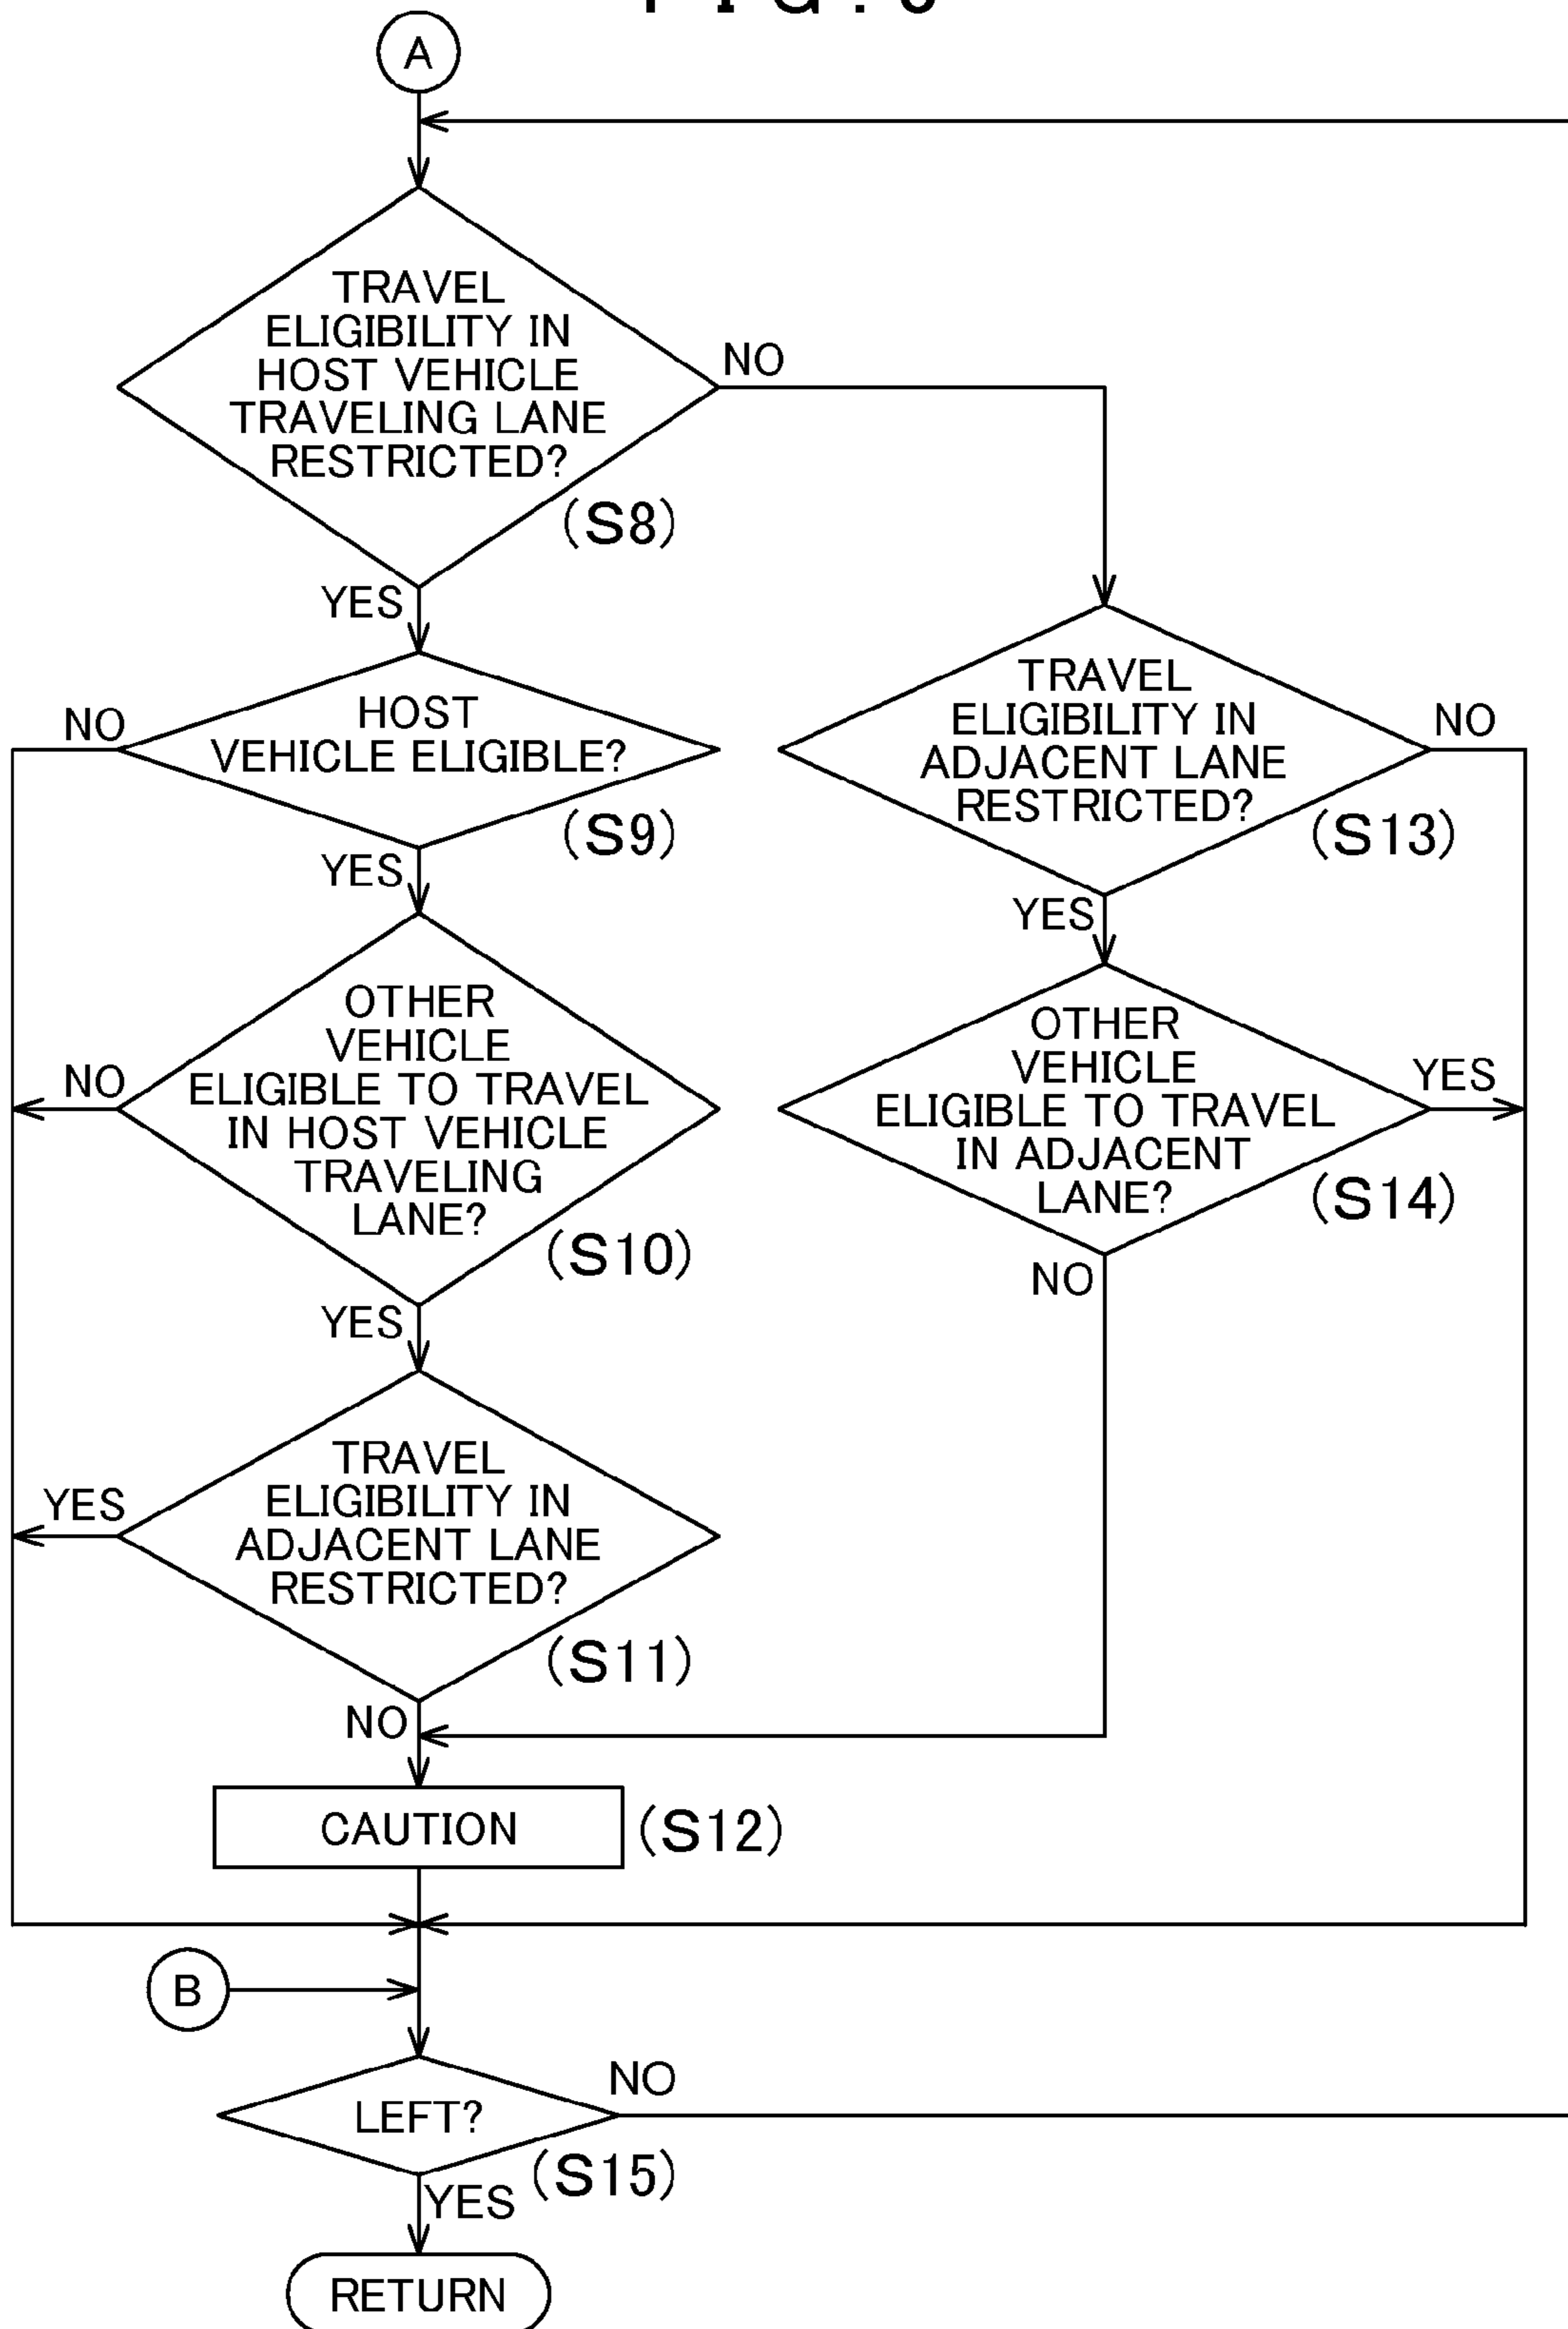 A
TRAVEL
ELIGIBILITY IN
HOST VEHICLE
TRAVELING LANE
RESTRICTED?
NO
(S8)
YES
HOST
VEHICLE ELIGIBLE?
NO
(S9)
YES
TRAVEL
ELIGIBILITY IN
ADJACENT LANE
RESTRICTED?
NO
(S13)
YES
OTHER
VEHICLE
ELIGIBLE TO TRAVEL
IN HOST VEHICLE
TRAVELING
LANE?
NO
(S10)
YES
OTHER
VEHICLE
ELIGIBLE TO TRAVEL
IN ADJACENT
LANE?
YES
(S14)
NO
TRAVEL
ELIGIBILITY IN
ADJACENT LANE
RESTRICTED?
YES
(S11)
NO
CAUTION
(S12)
B
LEFT?
NO
(S15)
YES
RETURN